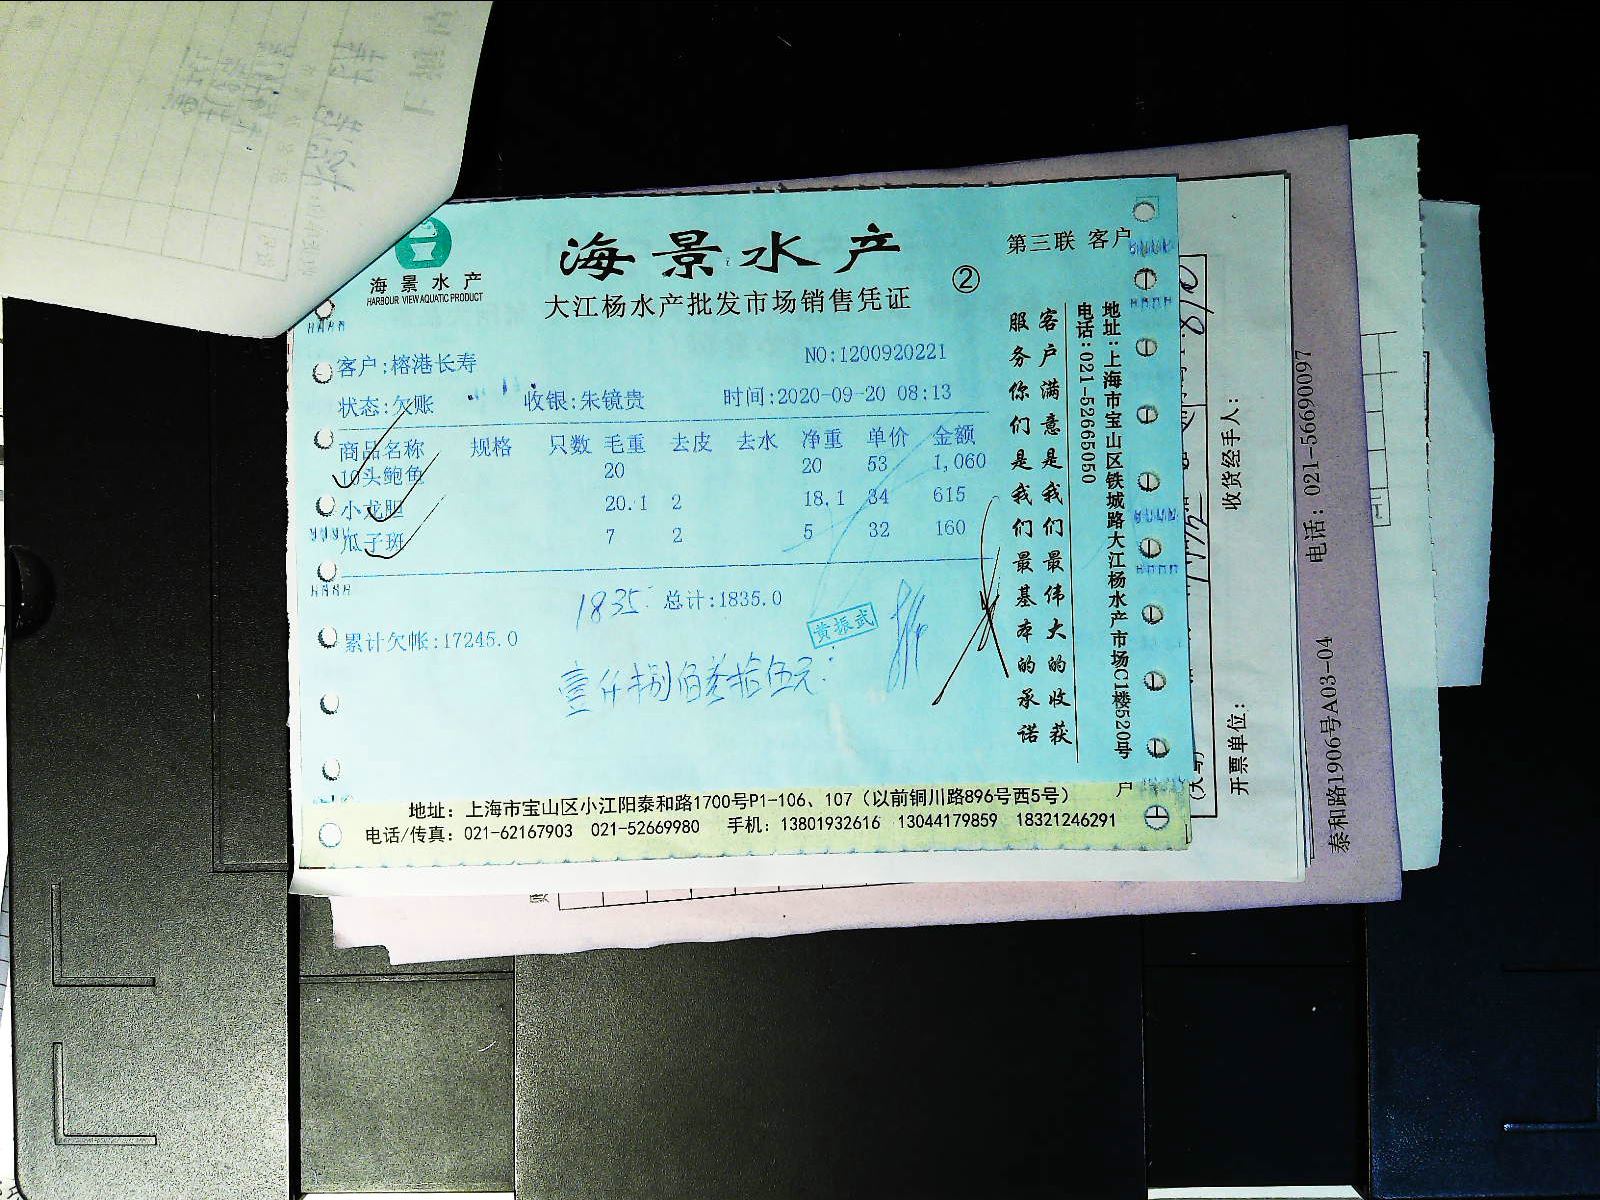 海景水产
HARBOUR VIEW AQUATIC PRODUCT
海景水产
大江杨水产批发市场销售凭证
②
第三联 客户
客户:榕港长寿
NO:1200920221
状态:欠账 收银:朱镜贵 时间:2020-09-20 08:13
商品名称 规格 只数 毛重 去皮 去水 净重 单价 金额
10头鲍鱼 20 20 53 1,060
小龙胆 20.1 2 18.1 34 615
瓜子斑 7 2 5 32 160
1835 总计:1835.0
黄振武
累计欠帐:17245.0
壹仟捌佰叁拾伍元
客户满意是我们最伟大的收获
服务你们是我们最基本的承诺
地址:上海市宝山区铁城路大江杨水产市场C1楼520号
电话:021-52665050
户
地址：上海市宝山区小江阳泰和路1700号P1-106、107（以前铜川路896号西5号）
电话/传真：021-62167903 021-52669980 手机：13801932616 13044179859 18321246291
收货经手人：
开票单位：
电话：021-56690097
泰和路1906号A03-04